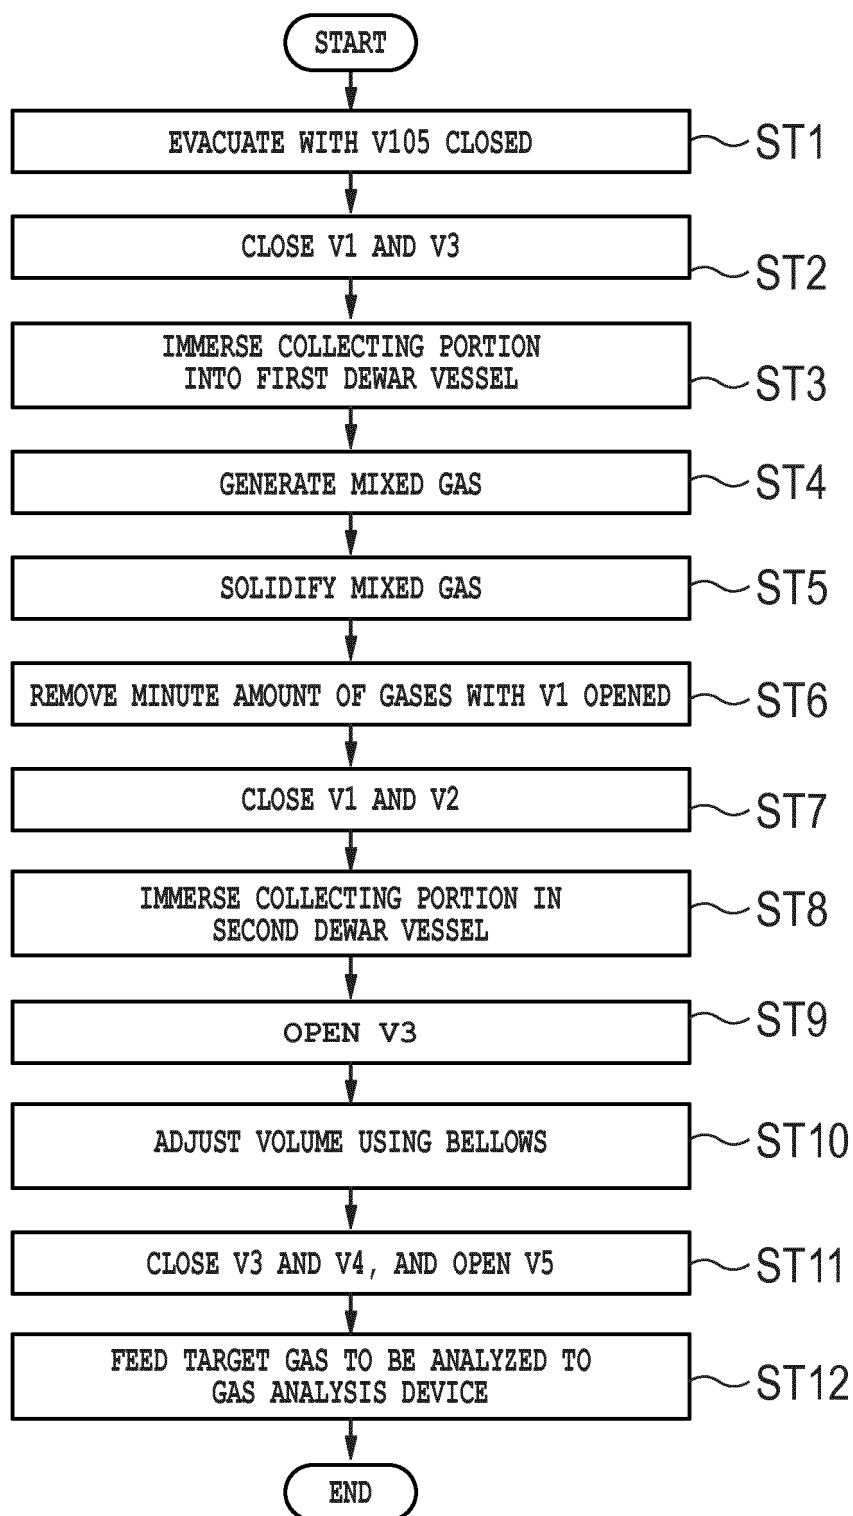 START
EVACUATE WITH V105 CLOSED
ST1
CLOSE V1 AND V3
ST2
IMMERSE COLLECTING PORTION
INTO FIRST DEWAR VESSEL
ST3
GENERATE MIXED GAS
ST4
SOLIDIFY MIXED GAS
ST5
REMOVE MINUTE AMOUNT OF GASES WITH V1 OPENED
ST6
CLOSE V1 AND V2
ST7
IMMERSE COLLECTING PORTION IN
SECOND DEWAR VESSEL
ST8
OPEN V3
ST9
ADJUST VOLUME USING BELLOWS
ST10
CLOSE V3 AND V4, AND OPEN V5
ST11
FEED TARGET GAS TO BE ANALYZED TO
GAS ANALYSIS DEVICE
ST12
END